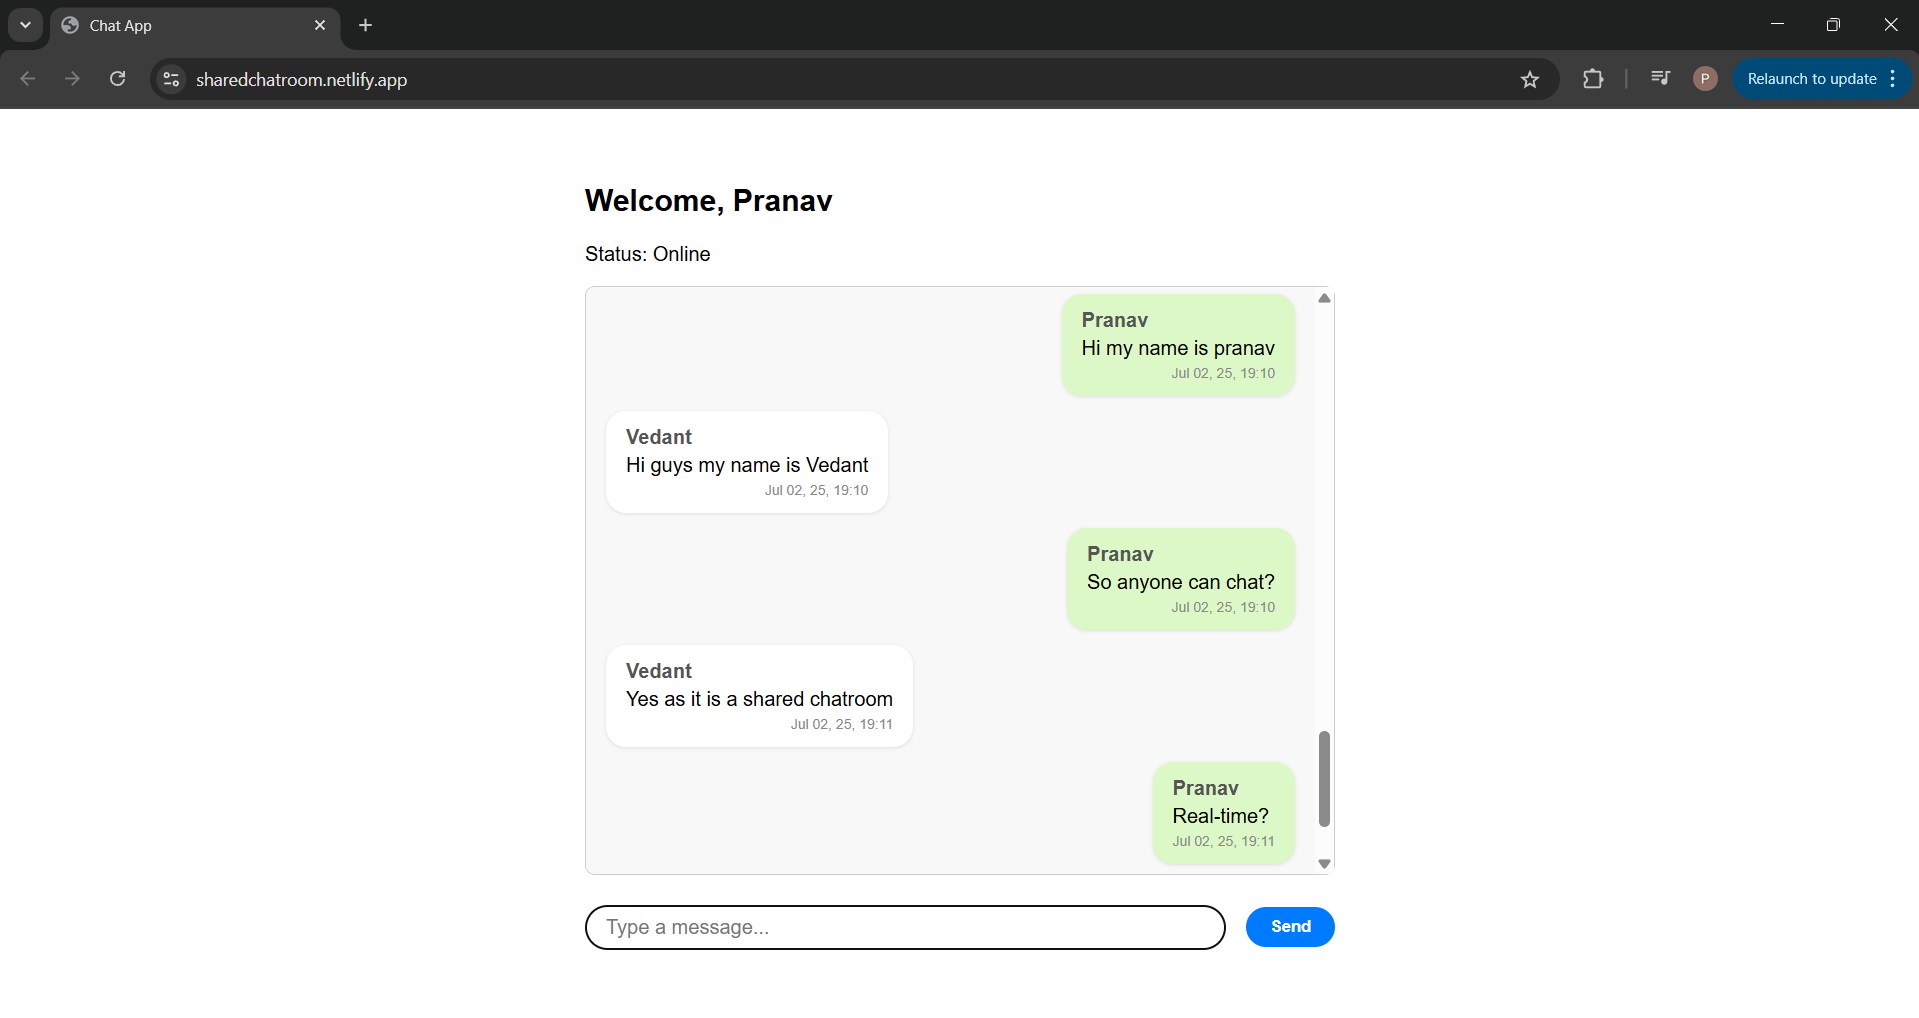 Chat App
sharedchatroom.netlify.app
P
Relaunch to update
Welcome, Pranav
Status: Online
Pranav
Hi my name is pranav
Jul 02, 25, 19:10
Vedant
Hi guys my name is Vedant
Jul 02, 25, 19:10
Pranav
So anyone can chat?
Jul 02, 25, 19:10
Vedant
Yes as it is a shared chatroom
Jul 02, 25, 19:11
Pranav
Real-time?
Jul 02, 25, 19:11
Type a message...
Send